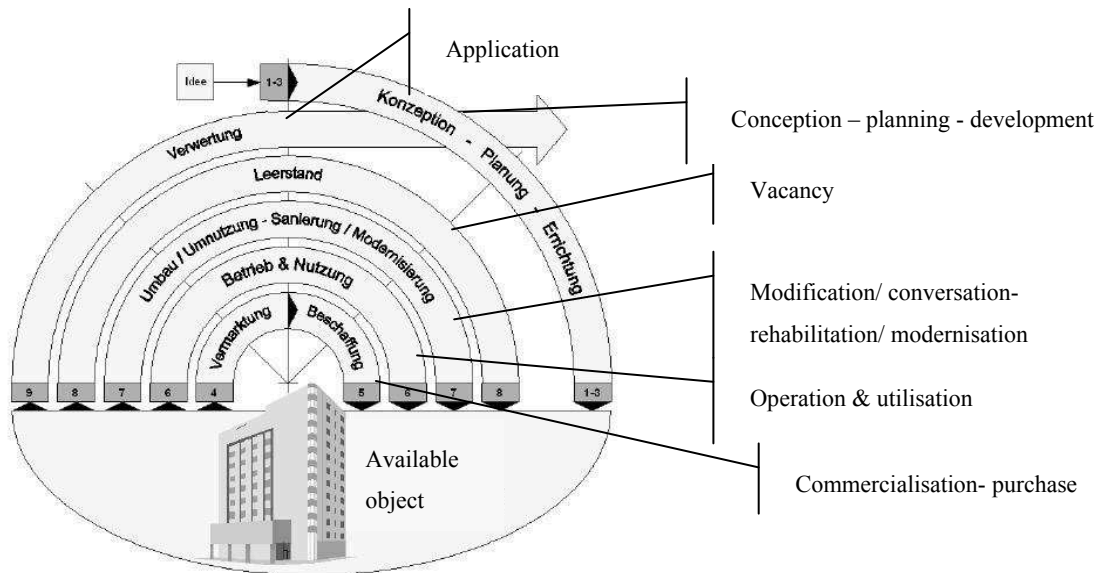 Application
Idee
1-3
Konzeption - Planung - Errichtung
Conception – planning - development
Verwertung
Leerstand
Vacancy
Umbau / Umnutzung - Sanierung / Modernisierung
Modification/ conversation-
rehabilitation/ modernisation
Betrieb & Nutzung
Vermarktung
Beschaffung
9 8 7 6 4 5 6 7 8 1-3
Operation & utilisation
Available
object
Commercialisation- purchase